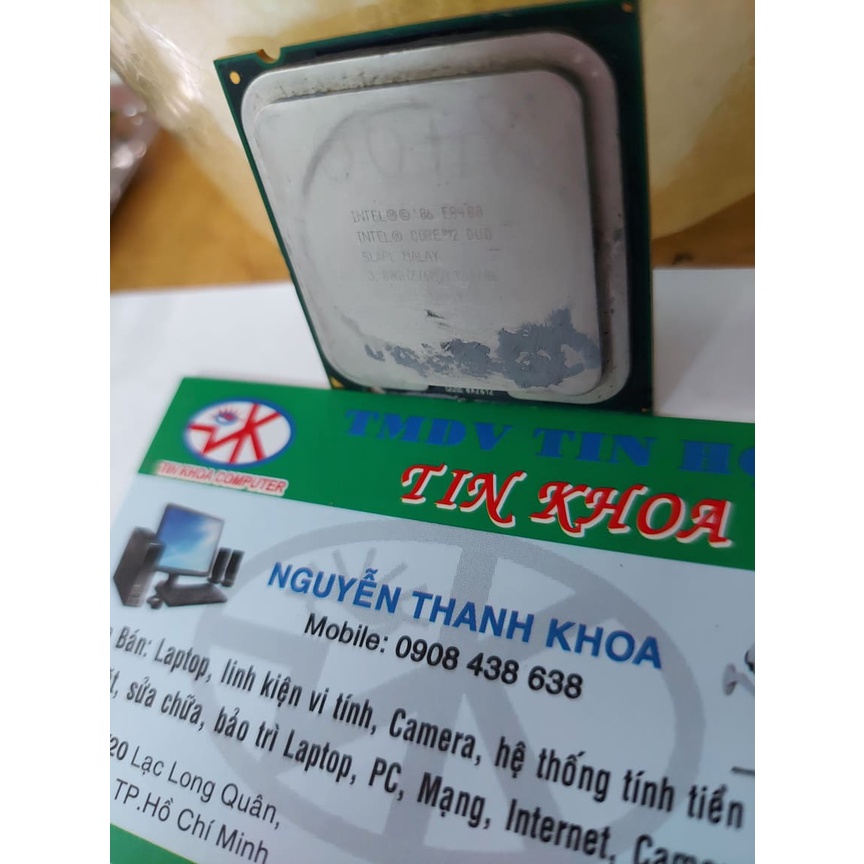 INTEL® © '06 E8400
INTEL® CORE™2 DUO
SLAPL MALAY
TMDV TIN
TIN KHOA COMPUTER
TIN KHOA
NGUYỄN THANH KHOA
Mobile: 0908 438 638
Bán: Laptop, linh kiện vi tính, Camera, hệ thống tính tiền
sửa chữa, bảo trì Laptop, PC, Mạng, Internet,
Lạc Long Quân,
TP.Hồ Chí Minh